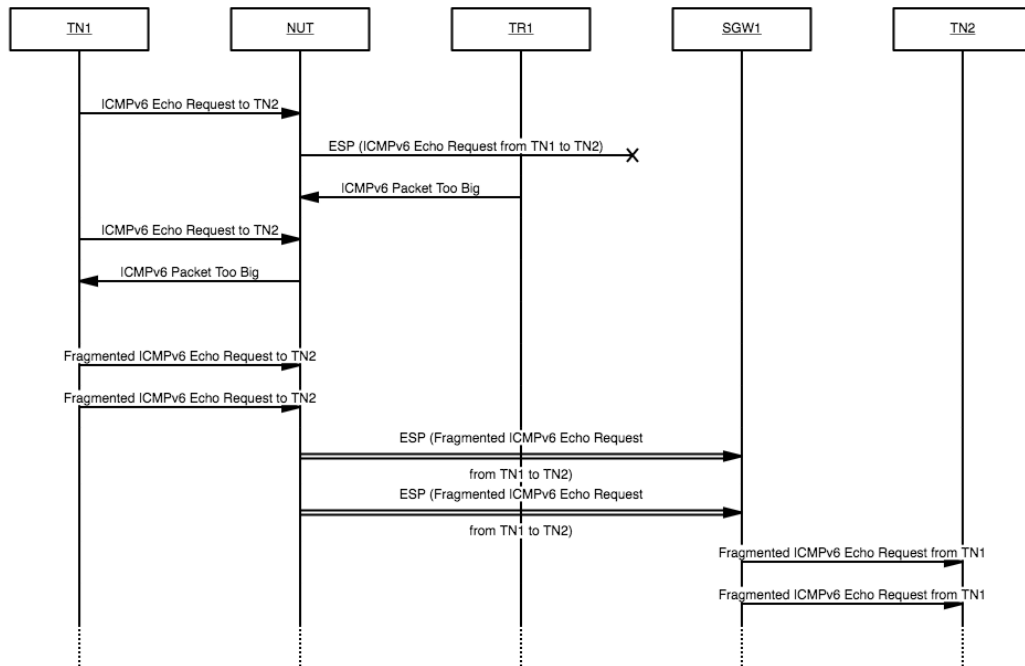 TN1
NUT
TR1
SGW1
TN2
ICMPv6 Echo Request to TN2
ESP (ICMPv6 Echo Request from TN1 to TN2)
ICMPv6 Packet Too Big
ICMPv6 Echo Request to TN2
ICMPv6 Packet Too Big
Fragmented ICMPv6 Echo Request to TN2
Fragmented ICMPv6 Echo Request to TN2
ESP (Fragmented ICMPv6 Echo Request
from TN1 to TN2)
ESP (Fragmented ICMPv6 Echo Request
from TN1 to TN2)
Fragmented ICMPv6 Echo Request from TN1
Fragmented ICMPv6 Echo Request from TN1